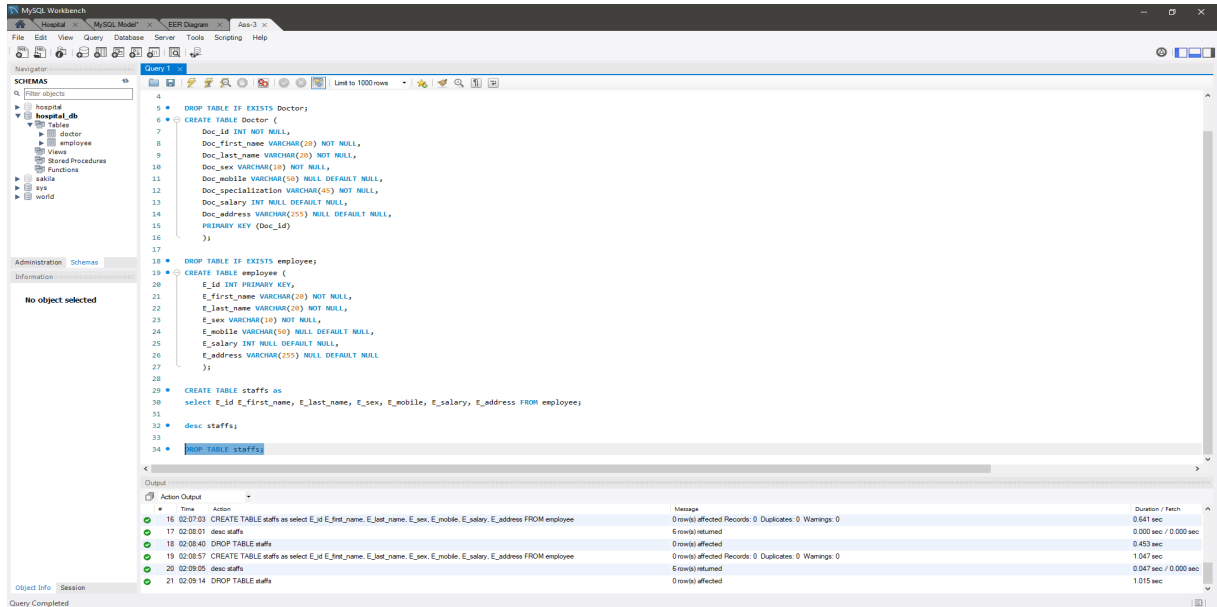 MySQL Workbench
Hospital × MySQL Model* × EER Diagram × Ass-3 ×
File Edit View Query Database Server Tools Scripting Help
Navigator
SCHEMAS
Filter objects
hospital
hospital_db
Tables
doctor
employee
Views
Stored Procedures
Functions
sakila
sys
world
Administration Schemas
Information
No object selected
Object Info Session
Query Completed
Query 1 ×
Limit to 1000 rows
4
5 DROP TABLE IF EXISTS Doctor;
6 CREATE TABLE Doctor (
7 Doc_id INT NOT NULL,
8 Doc_first_name VARCHAR(20) NOT NULL,
9 Doc_last_name VARCHAR(20) NOT NULL,
10 Doc_sex VARCHAR(10) NOT NULL,
11 Doc_mobile VARCHAR(50) NULL DEFAULT NULL,
12 Doc_specialization VARCHAR(45) NOT NULL,
13 Doc_salary INT NULL DEFAULT NULL,
14 Doc_address VARCHAR(255) NULL DEFAULT NULL,
15 PRIMARY KEY (Doc_id)
16 );
17
18 DROP TABLE IF EXISTS employee;
19 CREATE TABLE employee (
20 E_id INT PRIMARY KEY,
21 E_first_name VARCHAR(20) NOT NULL,
22 E_last_name VARCHAR(20) NOT NULL,
23 E_sex VARCHAR(10) NOT NULL,
24 E_mobile VARCHAR(50) NULL DEFAULT NULL,
25 E_salary INT NULL DEFAULT NULL,
26 E_address VARCHAR(255) NULL DEFAULT NULL
27 );
28
29 CREATE TABLE staffs as
30 select E_id E_first_name, E_last_name, E_sex, E_mobile, E_salary, E_address FROM employee;
31
32 desc staffs;
33
34 DROP TABLE staffs;
Output
Action Output
# Time Action Message Duration / Fetch
16 02:07:03 CREATE TABLE staffs as select E_id E_first_name, E_last_name, E_sex, E_mobile, E_salary, E_address FROM employee 0 row(s) affected Records: 0 Duplicates: 0 Warnings: 0 0.641 sec
17 02:08:01 desc staffs 6 row(s) returned 0.000 sec / 0.000 sec
18 02:08:40 DROP TABLE staffs 0 row(s) affected 0.453 sec
19 02:08:57 CREATE TABLE staffs as select E_id E_first_name, E_last_name, E_sex, E_mobile, E_salary, E_address FROM employee 0 row(s) affected Records: 0 Duplicates: 0 Warnings: 0 1.047 sec
20 02:09:05 desc staffs 6 row(s) returned 0.047 sec / 0.000 sec
21 02:09:14 DROP TABLE staffs 0 row(s) affected 1.015 sec